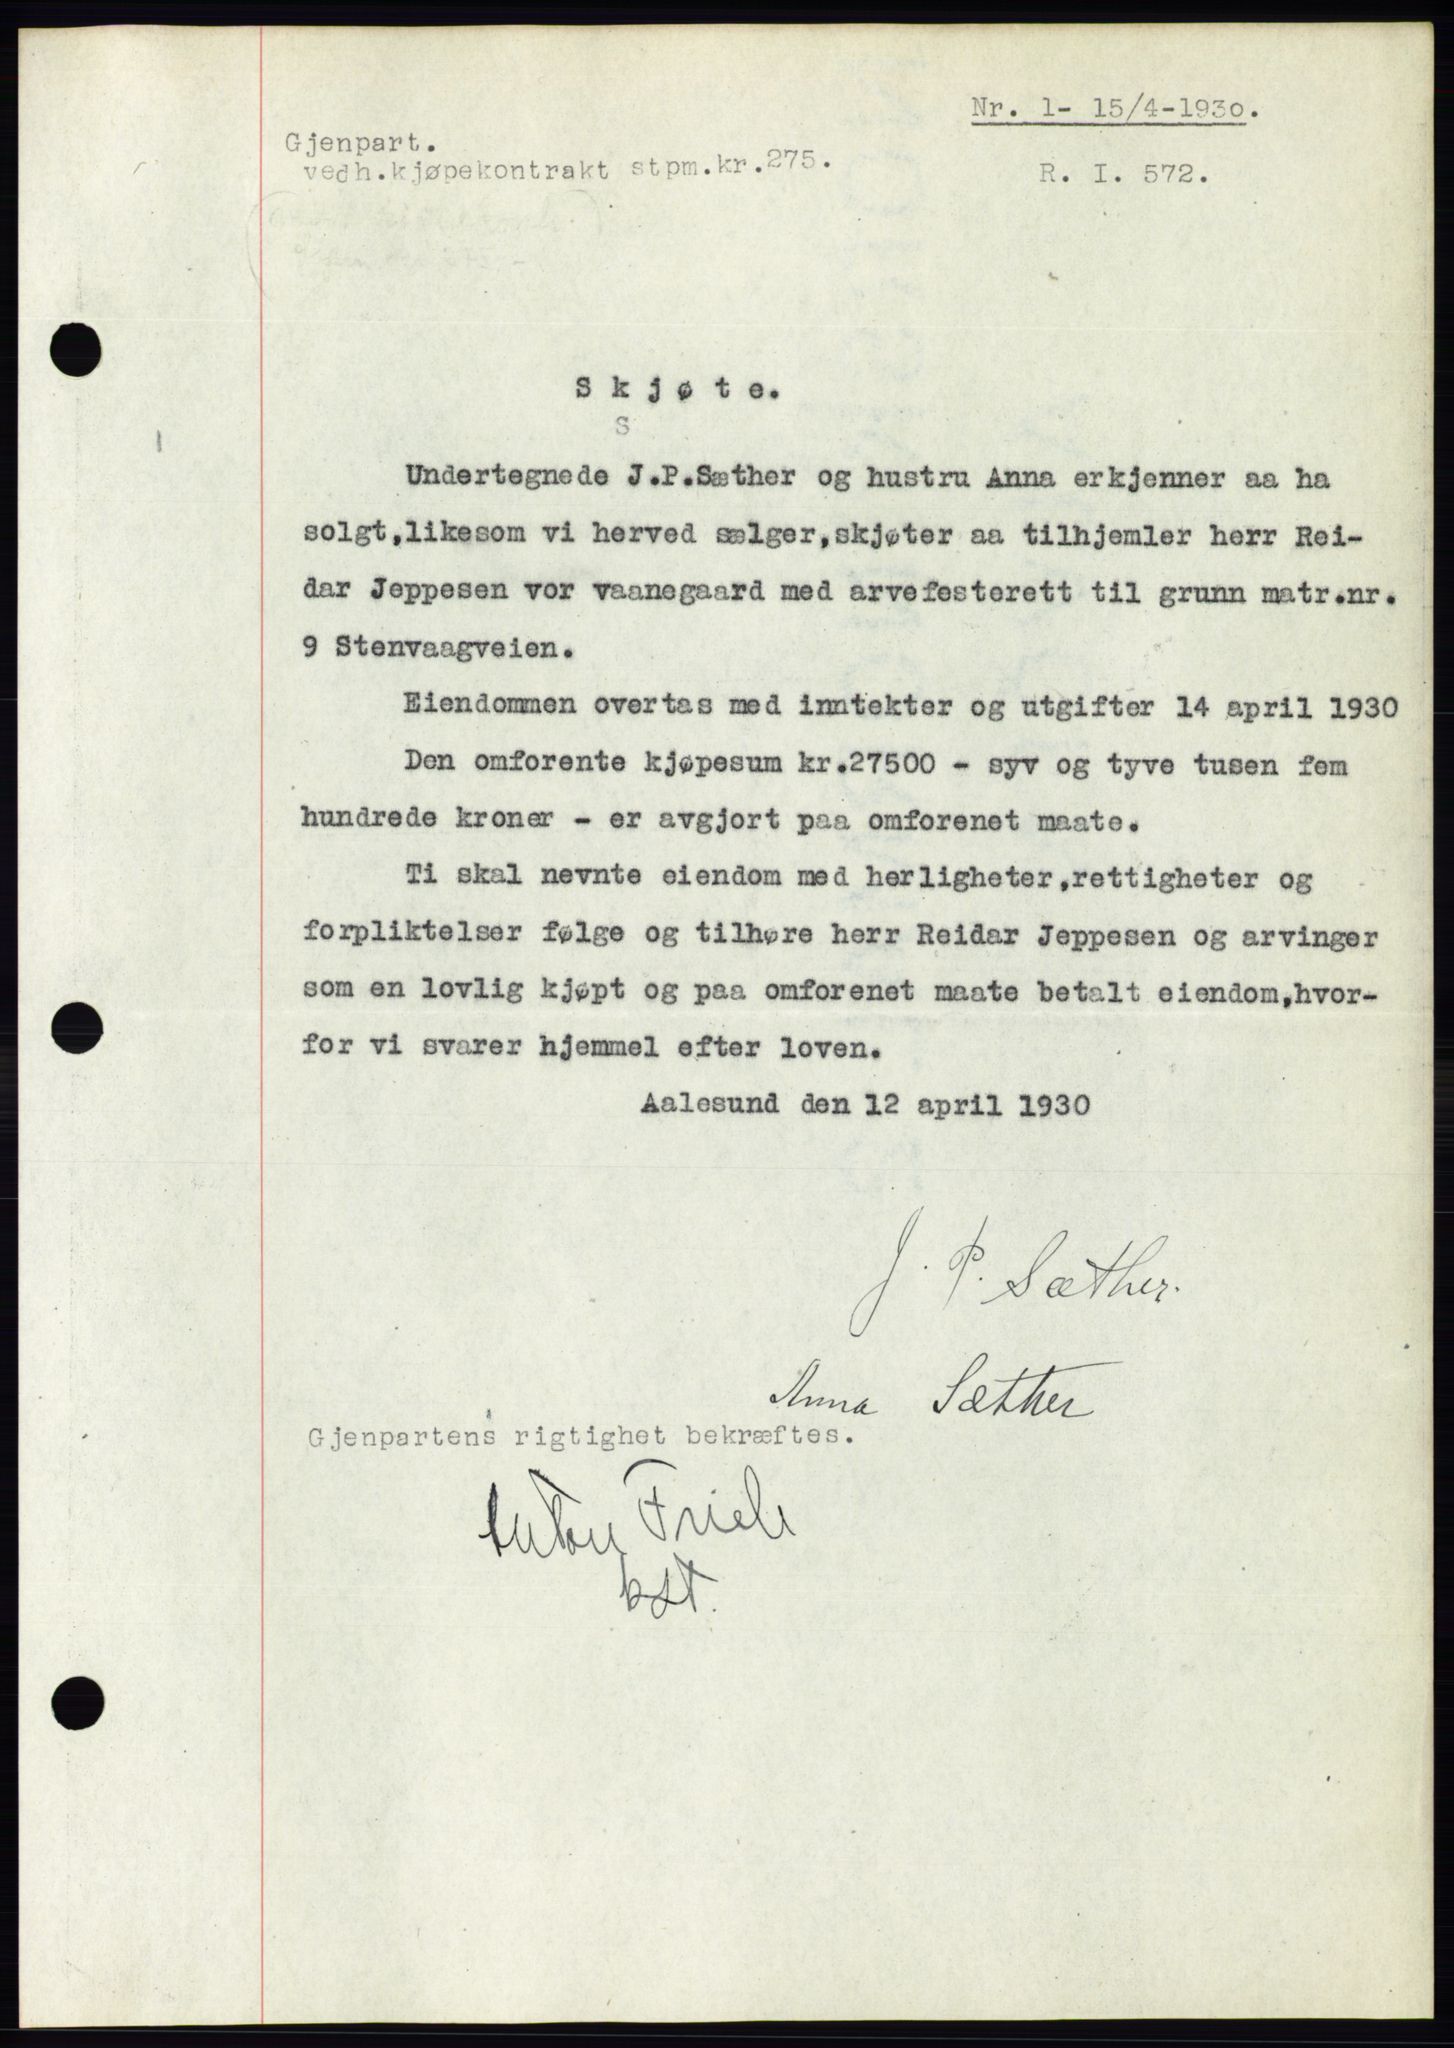 Nr. 1- 15/4-1930.
Gjenpart.
vedh.kjøpekontrakt stpm.kr.275.
R. I. 572.
S k j ø t e.
S
Undertegnede J.P.Sæther og hustru Anna erkjenner aa ha
solgt,likesom vi herved sælger,skjøter aa tilhjemler herr Rei-
dar Jeppesen vor vaanegaard med arvefesterett til grunn matr.nr.
9 Stenvaagveien.
Eiendommen overtas med inntekter og utgifter 14 april 1930
Den omforente kjøpesum kr.27500 - syv og tyve tusen fem
hundrede kroner - er avgjort paa omforenet maate.
Ti skal nevnte eiendom med herligheter,rettigheter og
forpliktelser følge og tilhøre herr Reidar Jeppesen og arvinger
som en lovlig kjøpt og paa omforenet maate betalt eiendom,hvor-
for vi svarer hjemmel efter loven.
Aalesund den 12 april 1930
J. P. Sæther.
Anna Sæther
Gjenpartens rigtighet bekræftes.